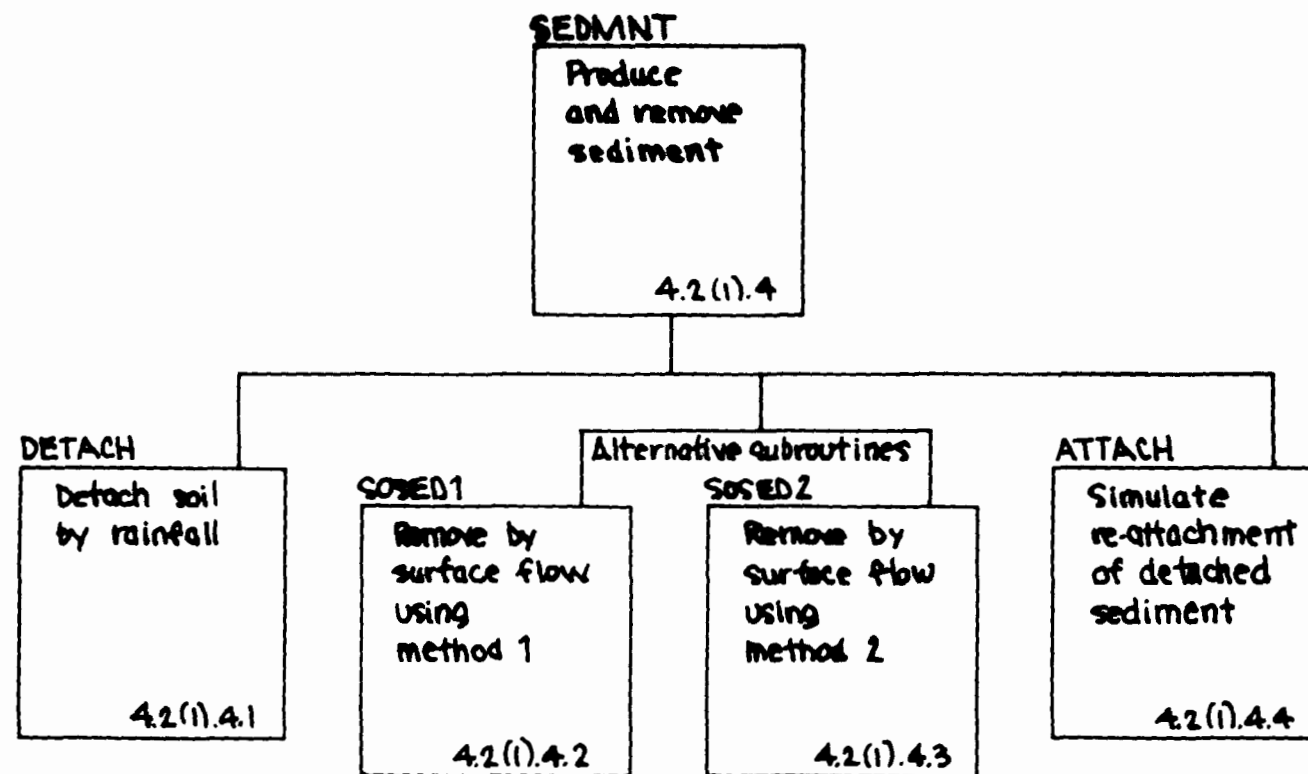 SEDMNT
Produce
and remove
sediment
4.2(1).4
DETACH
Detach soil
by rainfall
4.2(1).4.1
Alternative subroutines
SOSED1
Remove by
surface flow
using
method 1
4.2(1).4.2
SOSED2
Remove by
surface flow
using
method 2
4.2(1).4.3
ATTACH
Simulate
re-attachment
of detached
sediment
4.2(1).4.4